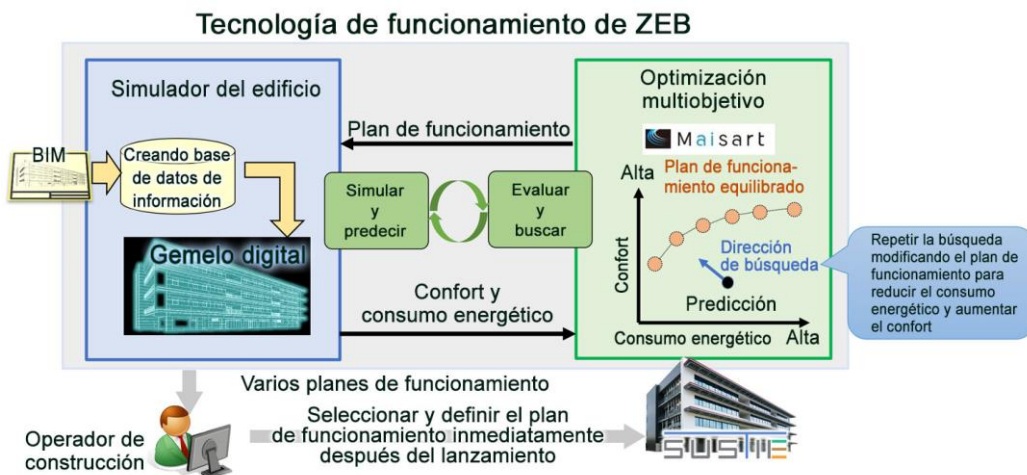 Tecnología de funcionamiento de ZEB
Simulador del edificio
BIM
Creando base
de datos de
información
Gemelo digital
Plan de funcionamiento
Simular
y
predecir
Evaluar
y
buscar
Confort y
consumo energético
Optimización
multiobjetivo
Maisart
Plan de funciona-
miento equilibrado
Alta
Confort
Dirección
de búsqueda
Predicción
Consumo energético
Alta
Repetir la búsqueda
modificando el plan de
funcionamiento para
reducir el consumo
energético y aumentar
el confort
Varios planes de funcionamiento
Operador de
construcción
Seleccionar y definir el plan
de funcionamiento inmediatamente
después del lanzamiento
SUSTIE